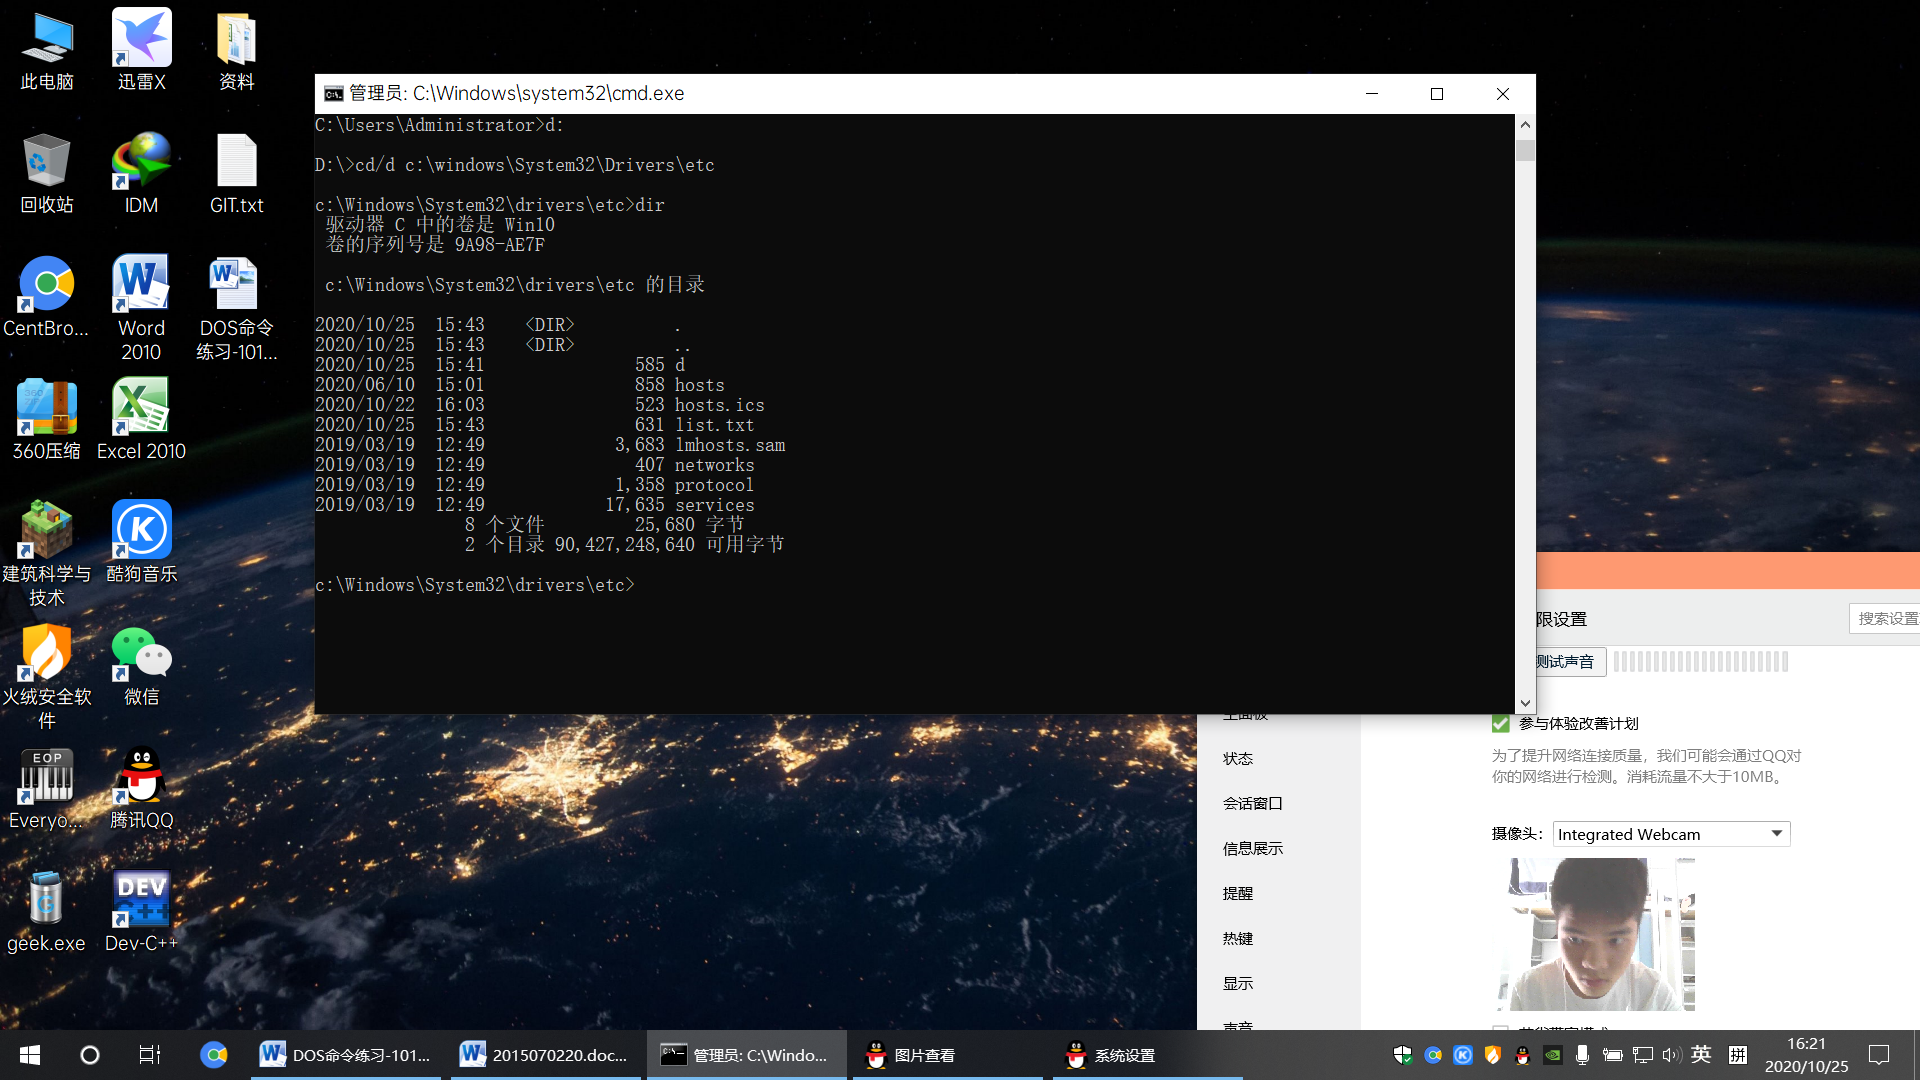 此电脑
迅雷X
资料
回收站
IDM
GIT.txt
CentBro...
Word
2010
DOS命令
练习-101...
360压缩
Excel 2010
建筑科学与
技术
酷狗音乐
火绒安全软
件
微信
EOP
Everyo...
腾讯QQ
geek.exe
DEV
C++
Dev-C++
管理员: C:\Windows\system32\cmd.exe
C:\Users\Administrator>d:
D:\>cd/d c:\windows\System32\Drivers\etc
c:\Windows\System32\drivers\etc>dir
驱动器 C 中的卷是 Win10
卷的序列号是 9A98-AE7F
c:\Windows\System32\drivers\etc 的目录
2020/10/25  15:43    <DIR>          .
2020/10/25  15:43    <DIR>          ..
2020/10/25  15:41               585 d
2020/06/10  15:01               858 hosts
2020/10/22  16:03               523 hosts.ics
2020/10/25  15:43               631 list.txt
2019/03/19  12:49             3,683 lmhosts.sam
2019/03/19  12:49               407 networks
2019/03/19  12:49             1,358 protocol
2019/03/19  12:49            17,635 services
8 个文件         25,680 字节
2 个目录 90,427,248,640 可用字节
c:\Windows\System32\drivers\etc>
限设置
搜索设置
测试声音
主面板
状态
会话窗口
信息展示
提醒
热键
显示
声音
参与体验改善计划
为了提升网络连接质量，我们可能会通过QQ对
你的网络进行检测。消耗流量不大于10MB。
摄像头:
Integrated Webcam
DOS命令练习-101...
2015070220.doc...
管理员: C:\Windo...
图片查看
系统设置
英
拼
16:21
2020/10/25